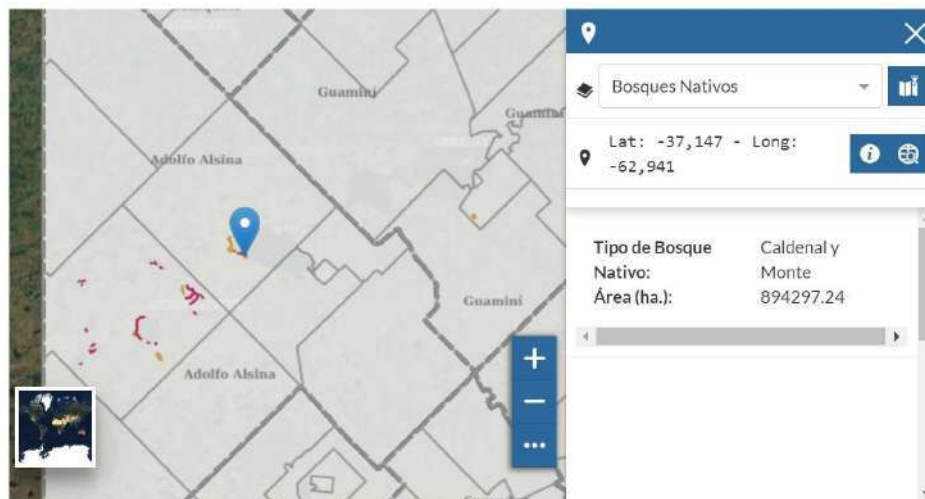 Guaminí
Guaminí
Adolfo Alsina
Guaminí
Adolfo Alsina
Bosques Nativos
Lat: -37,147 - Long:
-62,941
Tipo de Bosque
Nativo:
Caldenal y
Monte
Área (ha.):
894297.24